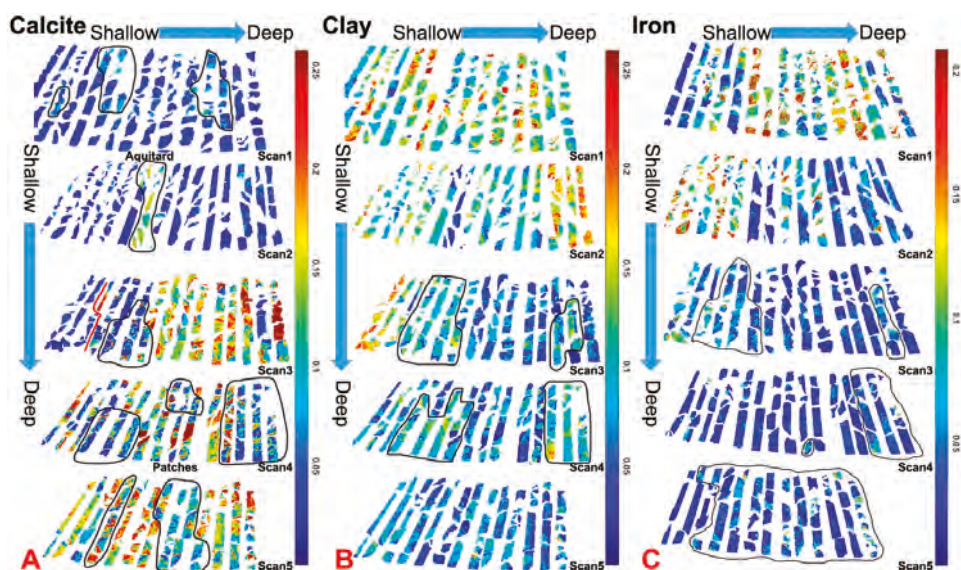 Calcite
Shallow
Deep
Shallow
Deep
Scan1
Aquitard
Scan2
Scan3
Scan4
Patches
Scan5
A
0.25
0.2
0.15
0.1
0.05
Clay
Shallow
Deep
Shallow
Deep
Scan1
Scan2
Scan3
Scan4
Scan5
B
0.25
0.2
0.15
0.1
0.05
Iron
Shallow
Deep
Shallow
Deep
Scan1
Scan2
Scan3
Scan4
Scan5
C
0.2
0.15
0.1
0.05